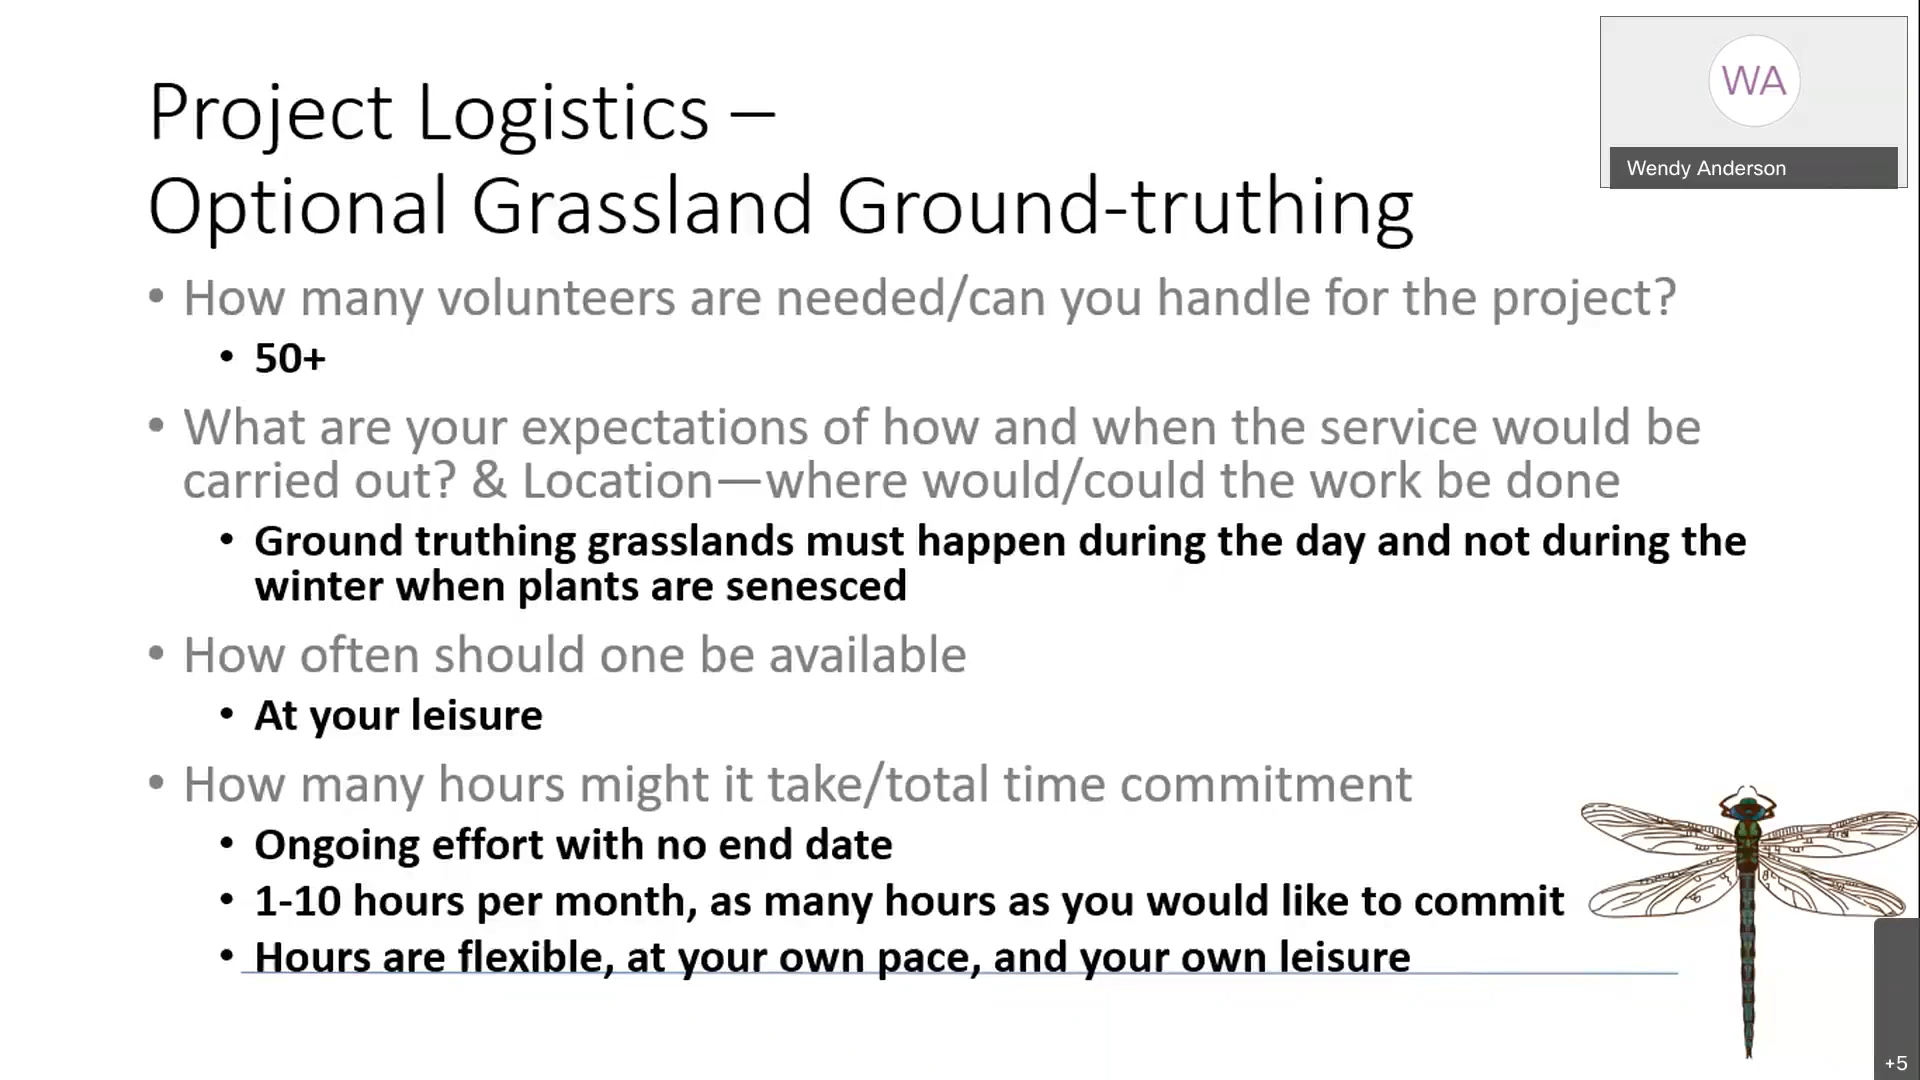 Project Logistics –
Optional Grassland Ground-truthing
WA
Wendy Anderson
• How many volunteers are needed/can you handle for the project?
• 50+
• What are your expectations of how and when the service would be
carried out? & Location—where would/could the work be done
• Ground truthing grasslands must happen during the day and not during the
winter when plants are senesced
• How often should one be available
• At your leisure
• How many hours might it take/total time commitment
• Ongoing effort with no end date
• 1-10 hours per month, as many hours as you would like to commit
• Hours are flexible, at your own pace, and your own leisure
+5